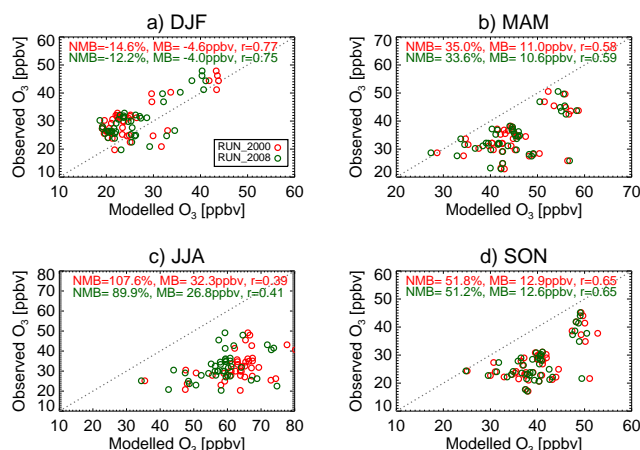 a) DJF
NMB=-14.6%, MB= -4.6ppbv, r=0.77
NMB=-12.2%, MB= -4.0ppbv, r=0.75
60
50
40
30
20
10
Observed O3 [ppbv]
RUN_2000
RUN_2008
10 20 30 40 50 60
Modelled O3 [ppbv]
b) MAM
NMB= 35.0%, MB= 11.0ppbv, r=0.58
NMB= 33.6%, MB= 10.6ppbv, r=0.59
70
60
50
40
30
20
Observed O3 [ppbv]
20 30 40 50 60 70
Modelled O3 [ppbv]
c) JJA
NMB=107.6%, MB= 32.3ppbv, r=0.39
NMB= 89.9%, MB= 26.8ppbv, r=0.41
80
70
60
50
40
30
20
10
Observed O3 [ppbv]
10 20 30 40 50 60 70 80
Modelled O3 [ppbv]
d) SON
NMB= 51.8%, MB= 12.9ppbv, r=0.65
NMB= 51.2%, MB= 12.6ppbv, r=0.65
60
50
40
30
20
10
Observed O3 [ppbv]
10 20 30 40 50 60
Modelled O3 [ppbv]